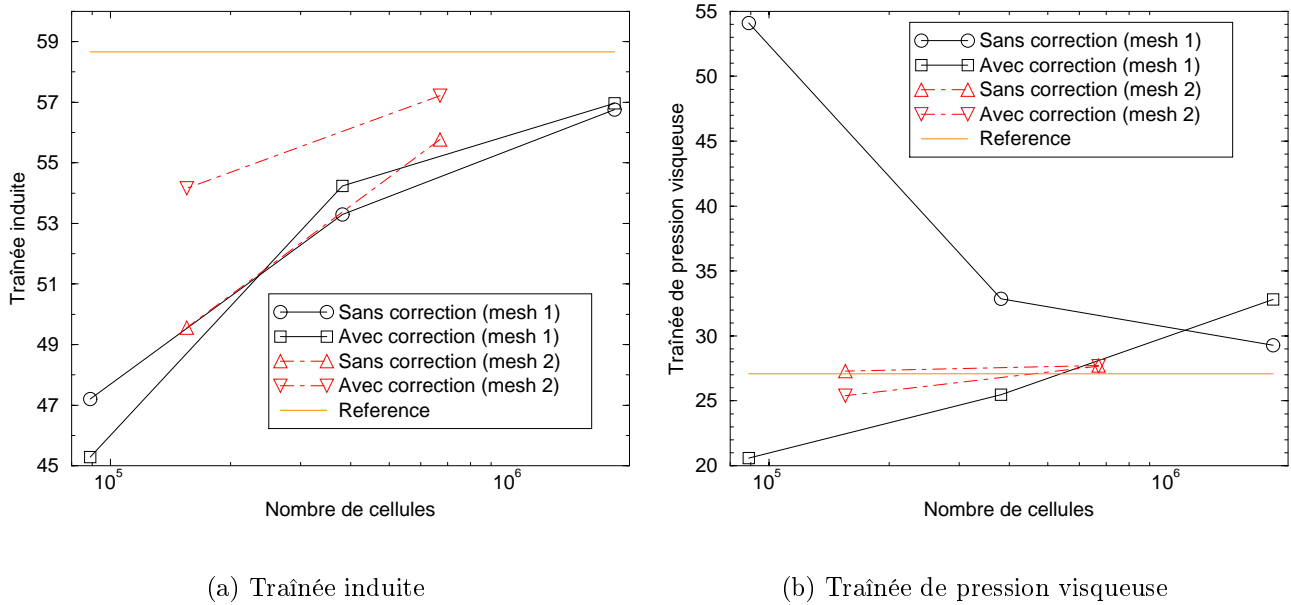 59
57
55
53
51
49
47
45
Traînée induite
Sans correction (mesh 1)
Avec correction (mesh 1)
Sans correction (mesh 2)
Avec correction (mesh 2)
Reference
10^5
10^6
Nombre de cellules
(a) Traînée induite
55
50
45
40
35
30
25
20
Traînée de pression visqueuse
Sans correction (mesh 1)
Avec correction (mesh 1)
Sans correction (mesh 2)
Avec correction (mesh 2)
Reference
10^5
10^6
Nombre de cellules
(b) Traînée de pression visqueuse